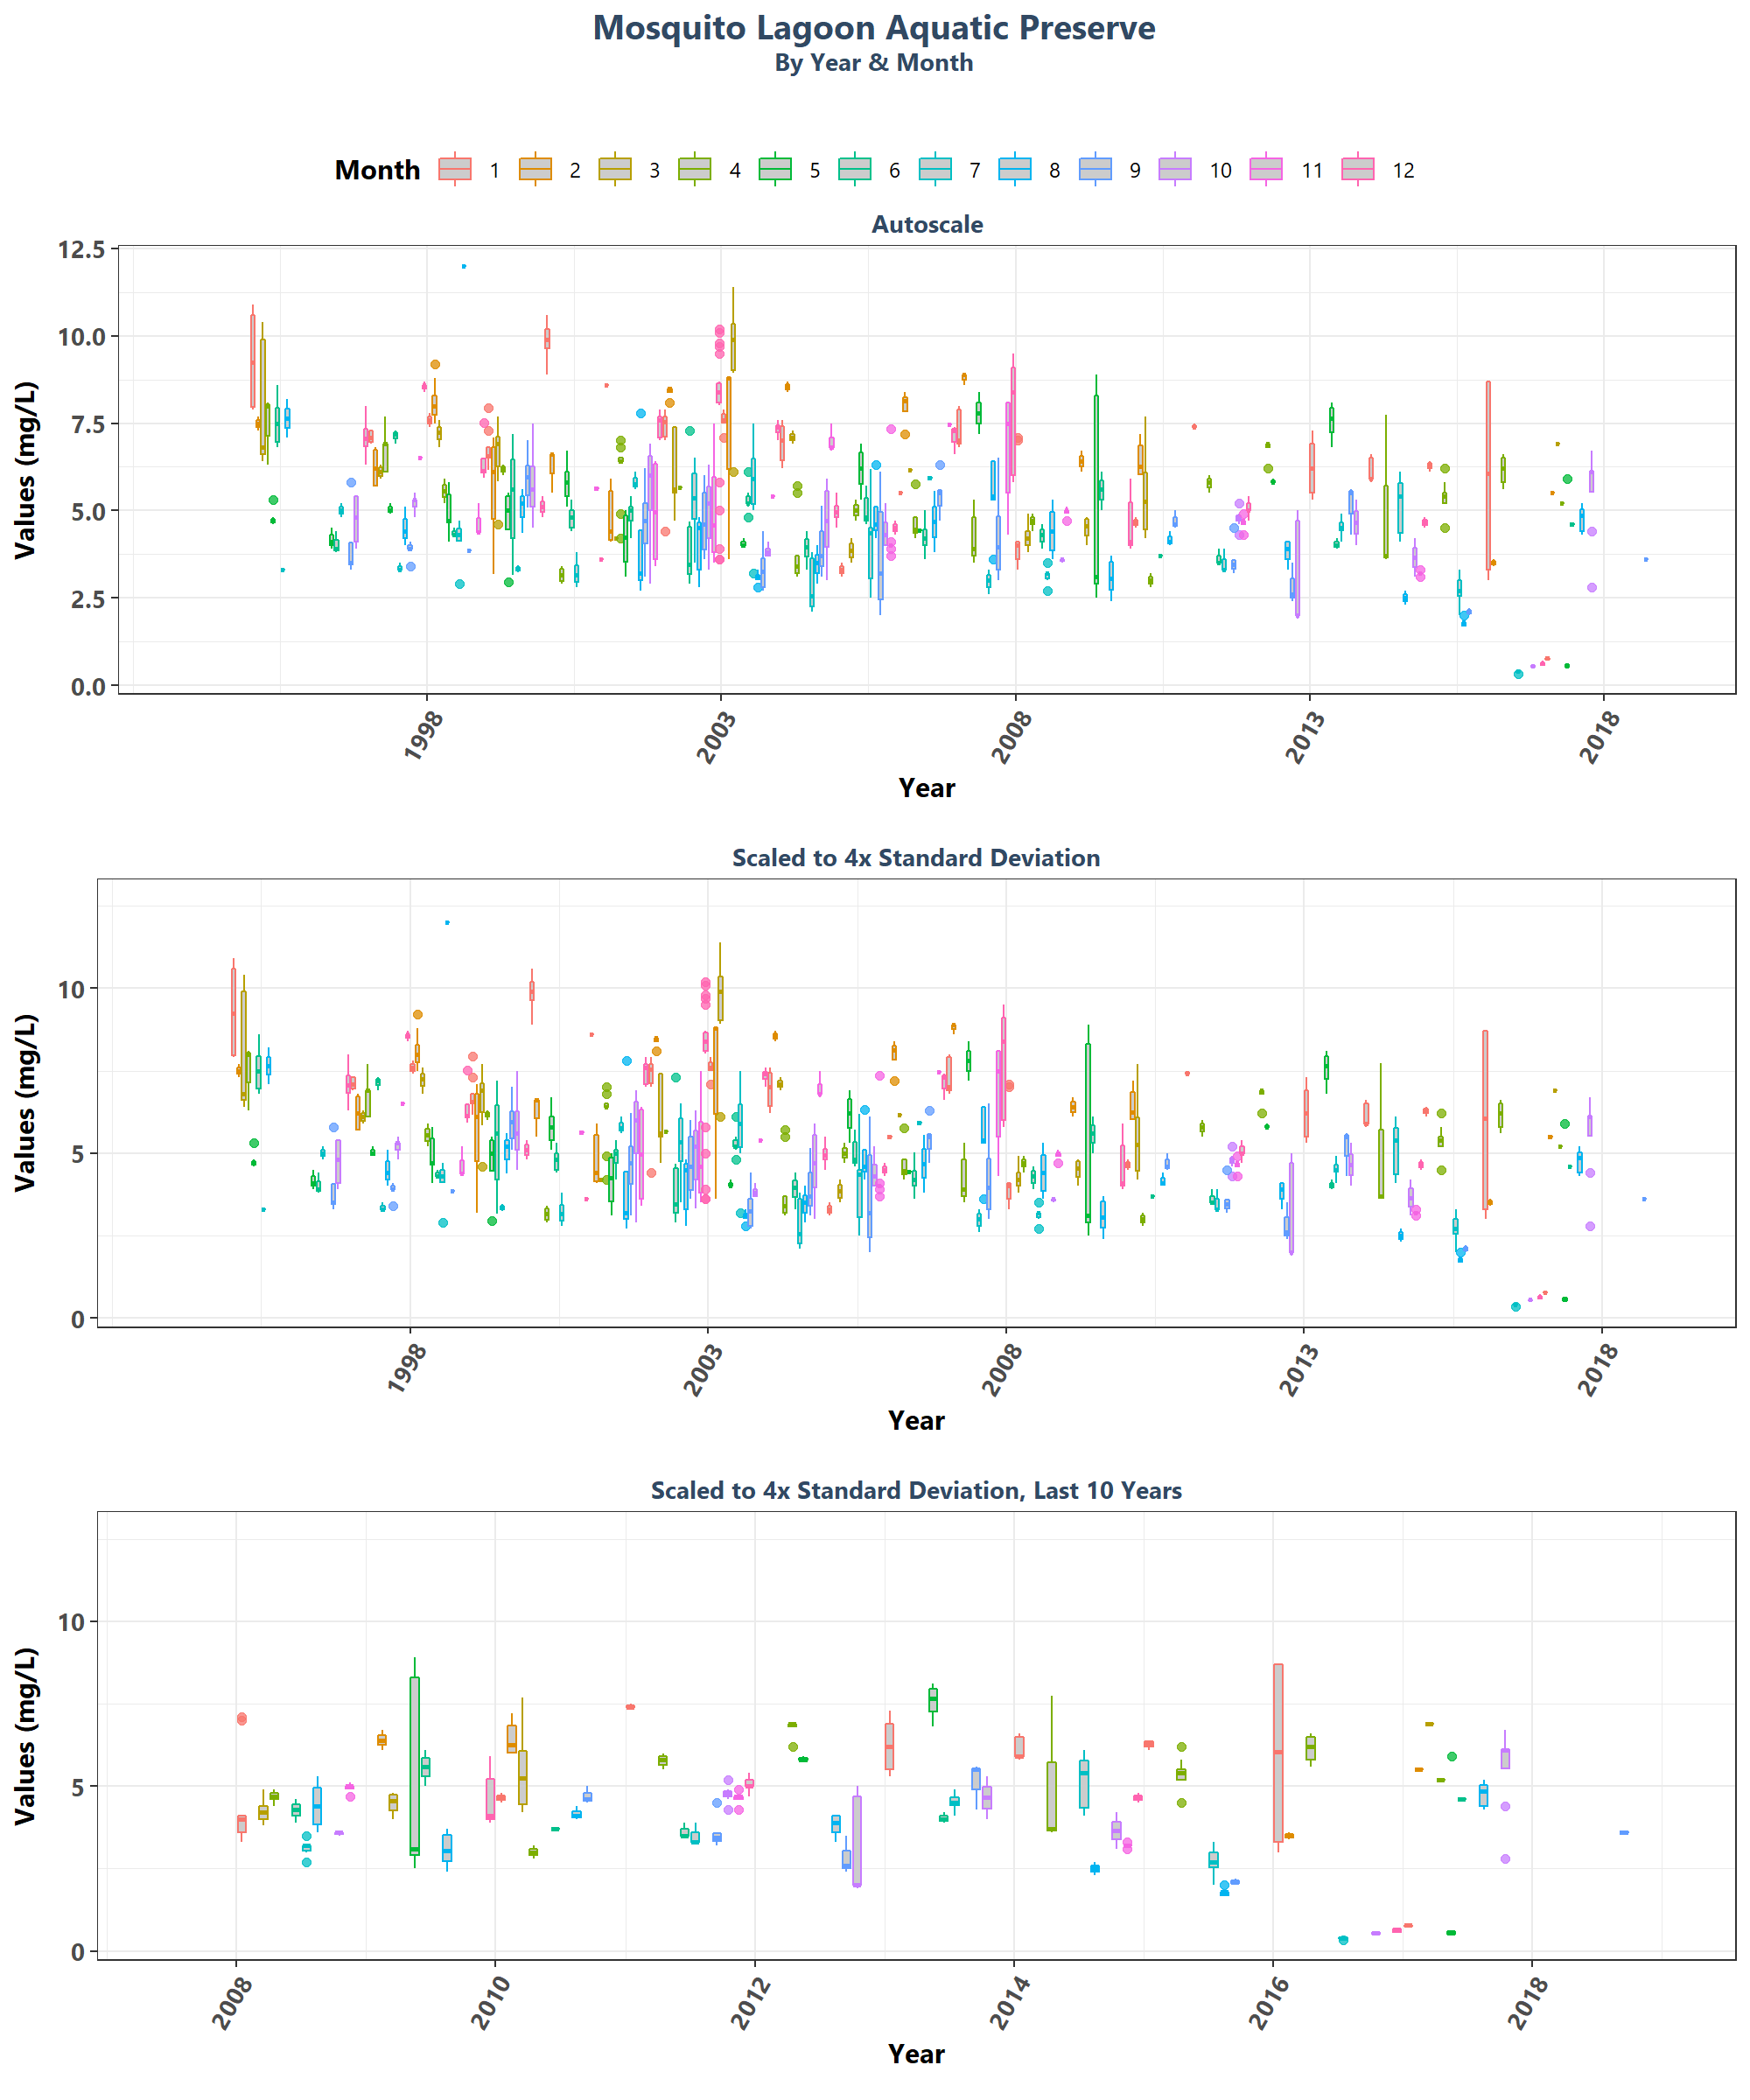 Mosquito Lagoon Aquatic Preserve
By Year & Month
Month 1 2 3 4 5 6 7 8 9 10 11 12
Autoscale
Values (mg/L)
12.5
10.0
7.5
5.0
2.5
0.0
1998 2003 2008 2013 2018
Year
Scaled to 4x Standard Deviation
Values (mg/L)
10
5
0
1998 2003 2008 2013 2018
Year
Scaled to 4x Standard Deviation, Last 10 Years
Values (mg/L)
10
5
0
2008 2010 2012 2014 2016 2018
Year